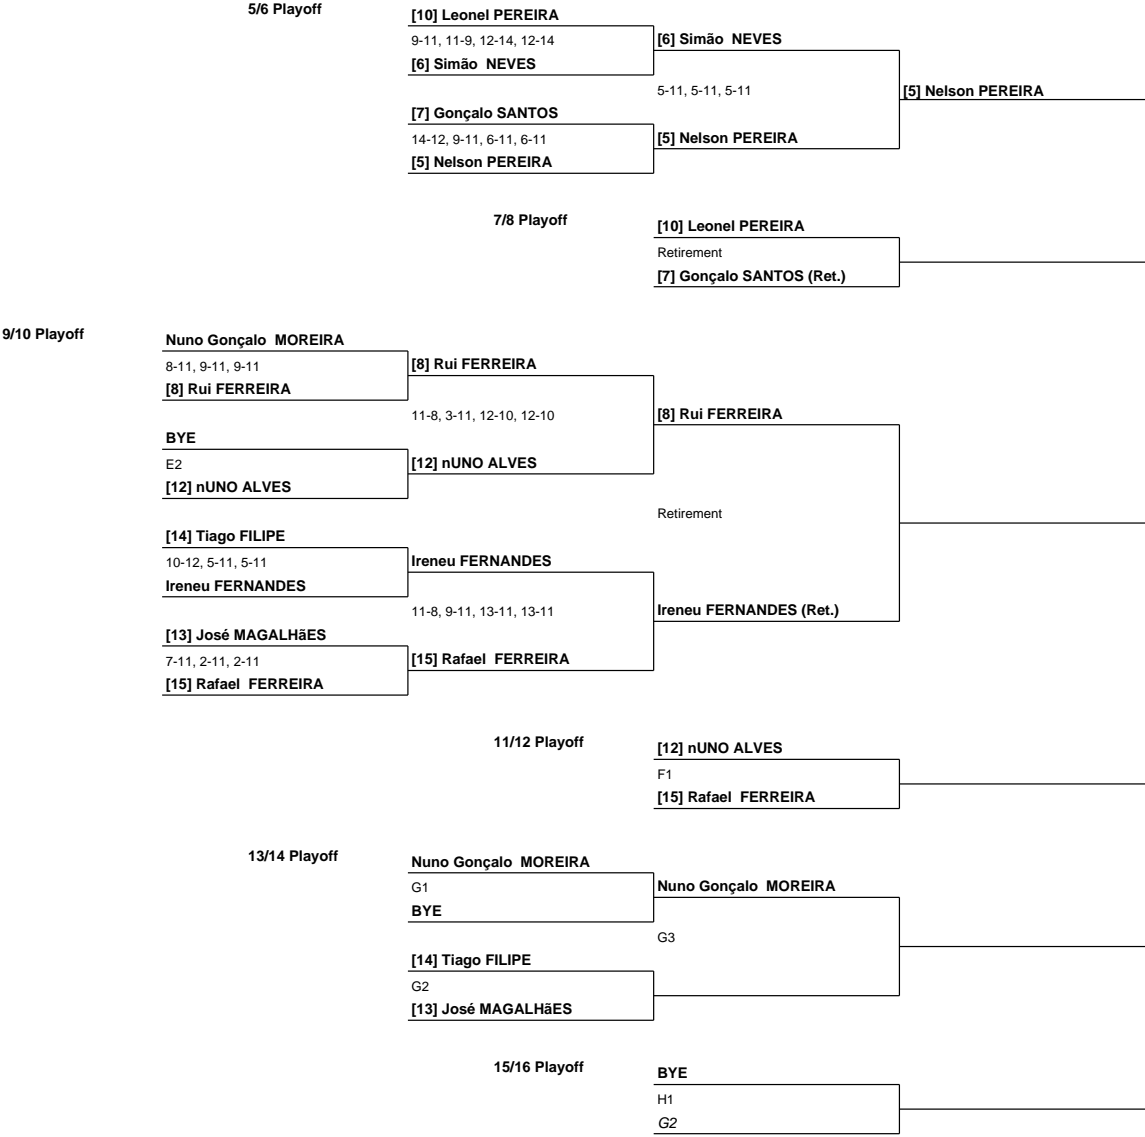 5/6 Playoff
[10] Leonel PEREIRA
9-11, 11-9, 12-14, 12-14
[6] Simão NEVES
[6] Simão NEVES
5-11, 5-11, 5-11
[5] Nelson PEREIRA
[7] Gonçalo SANTOS
14-12, 9-11, 6-11, 6-11
[5] Nelson PEREIRA
[5] Nelson PEREIRA
7/8 Playoff
[10] Leonel PEREIRA
Retirement
[7] Gonçalo SANTOS (Ret.)
9/10 Playoff
Nuno Gonçalo MOREIRA
8-11, 9-11, 9-11
[8] Rui FERREIRA
[8] Rui FERREIRA
11-8, 3-11, 12-10, 12-10
[8] Rui FERREIRA
BYE
E2
[12] nUNO ALVES
[12] nUNO ALVES
Retirement
[14] Tiago FILIPE
10-12, 5-11, 5-11
Ireneu FERNANDES
Ireneu FERNANDES
11-8, 9-11, 13-11, 13-11
Ireneu FERNANDES (Ret.)
[13] José MAGALHãES
7-11, 2-11, 2-11
[15] Rafael FERREIRA
[15] Rafael FERREIRA
11/12 Playoff
[12] nUNO ALVES
F1
[15] Rafael FERREIRA
13/14 Playoff
Nuno Gonçalo MOREIRA
G1
BYE
Nuno Gonçalo MOREIRA
G3
[14] Tiago FILIPE
G2
[13] José MAGALHãES
15/16 Playoff
BYE
H1
G2